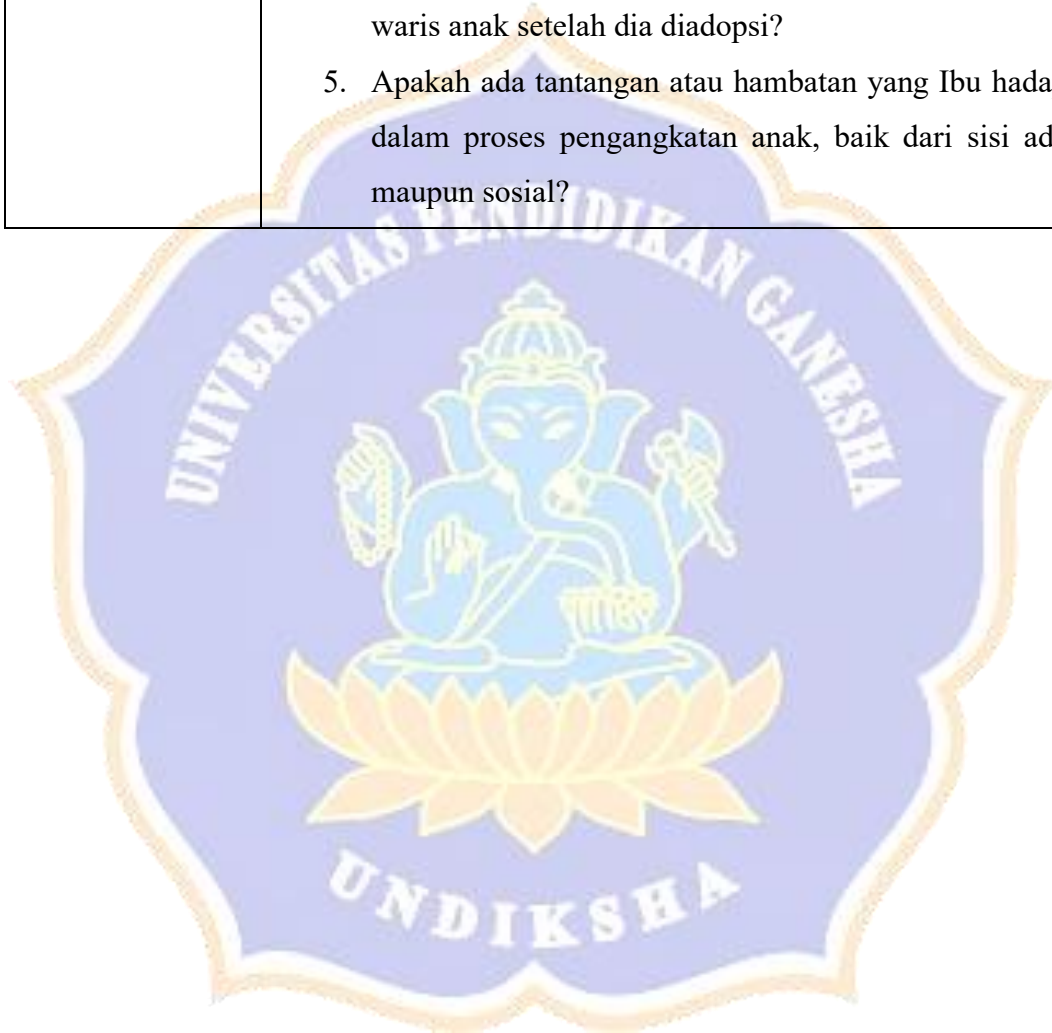 waris anak setelah dia diadopsi?
5. Apakah ada tantangan atau hambatan yang Ibu hada
dalam proses pengangkatan anak, baik dari sisi ad
maupun sosial?
UNIVERSITAS PENDIDIKAN GANESHA
UNDIKSHA